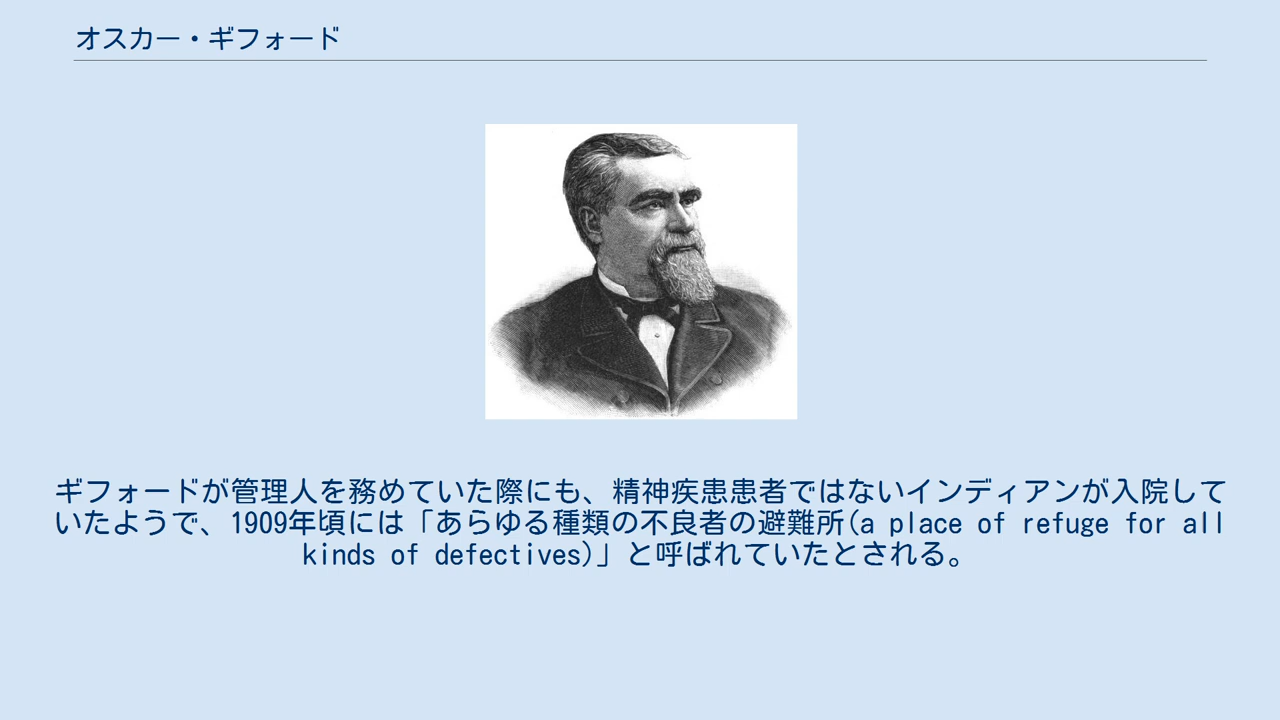 オスカー・ギフォード
ギフォードが管理人を務めていた際にも、精神疾患患者ではないインディアンが入院して
いたようで、1909年頃には「あらゆる種類の不良者の避難所(a place of refuge for all
kinds of defectives)」と呼ばれていたとされる。